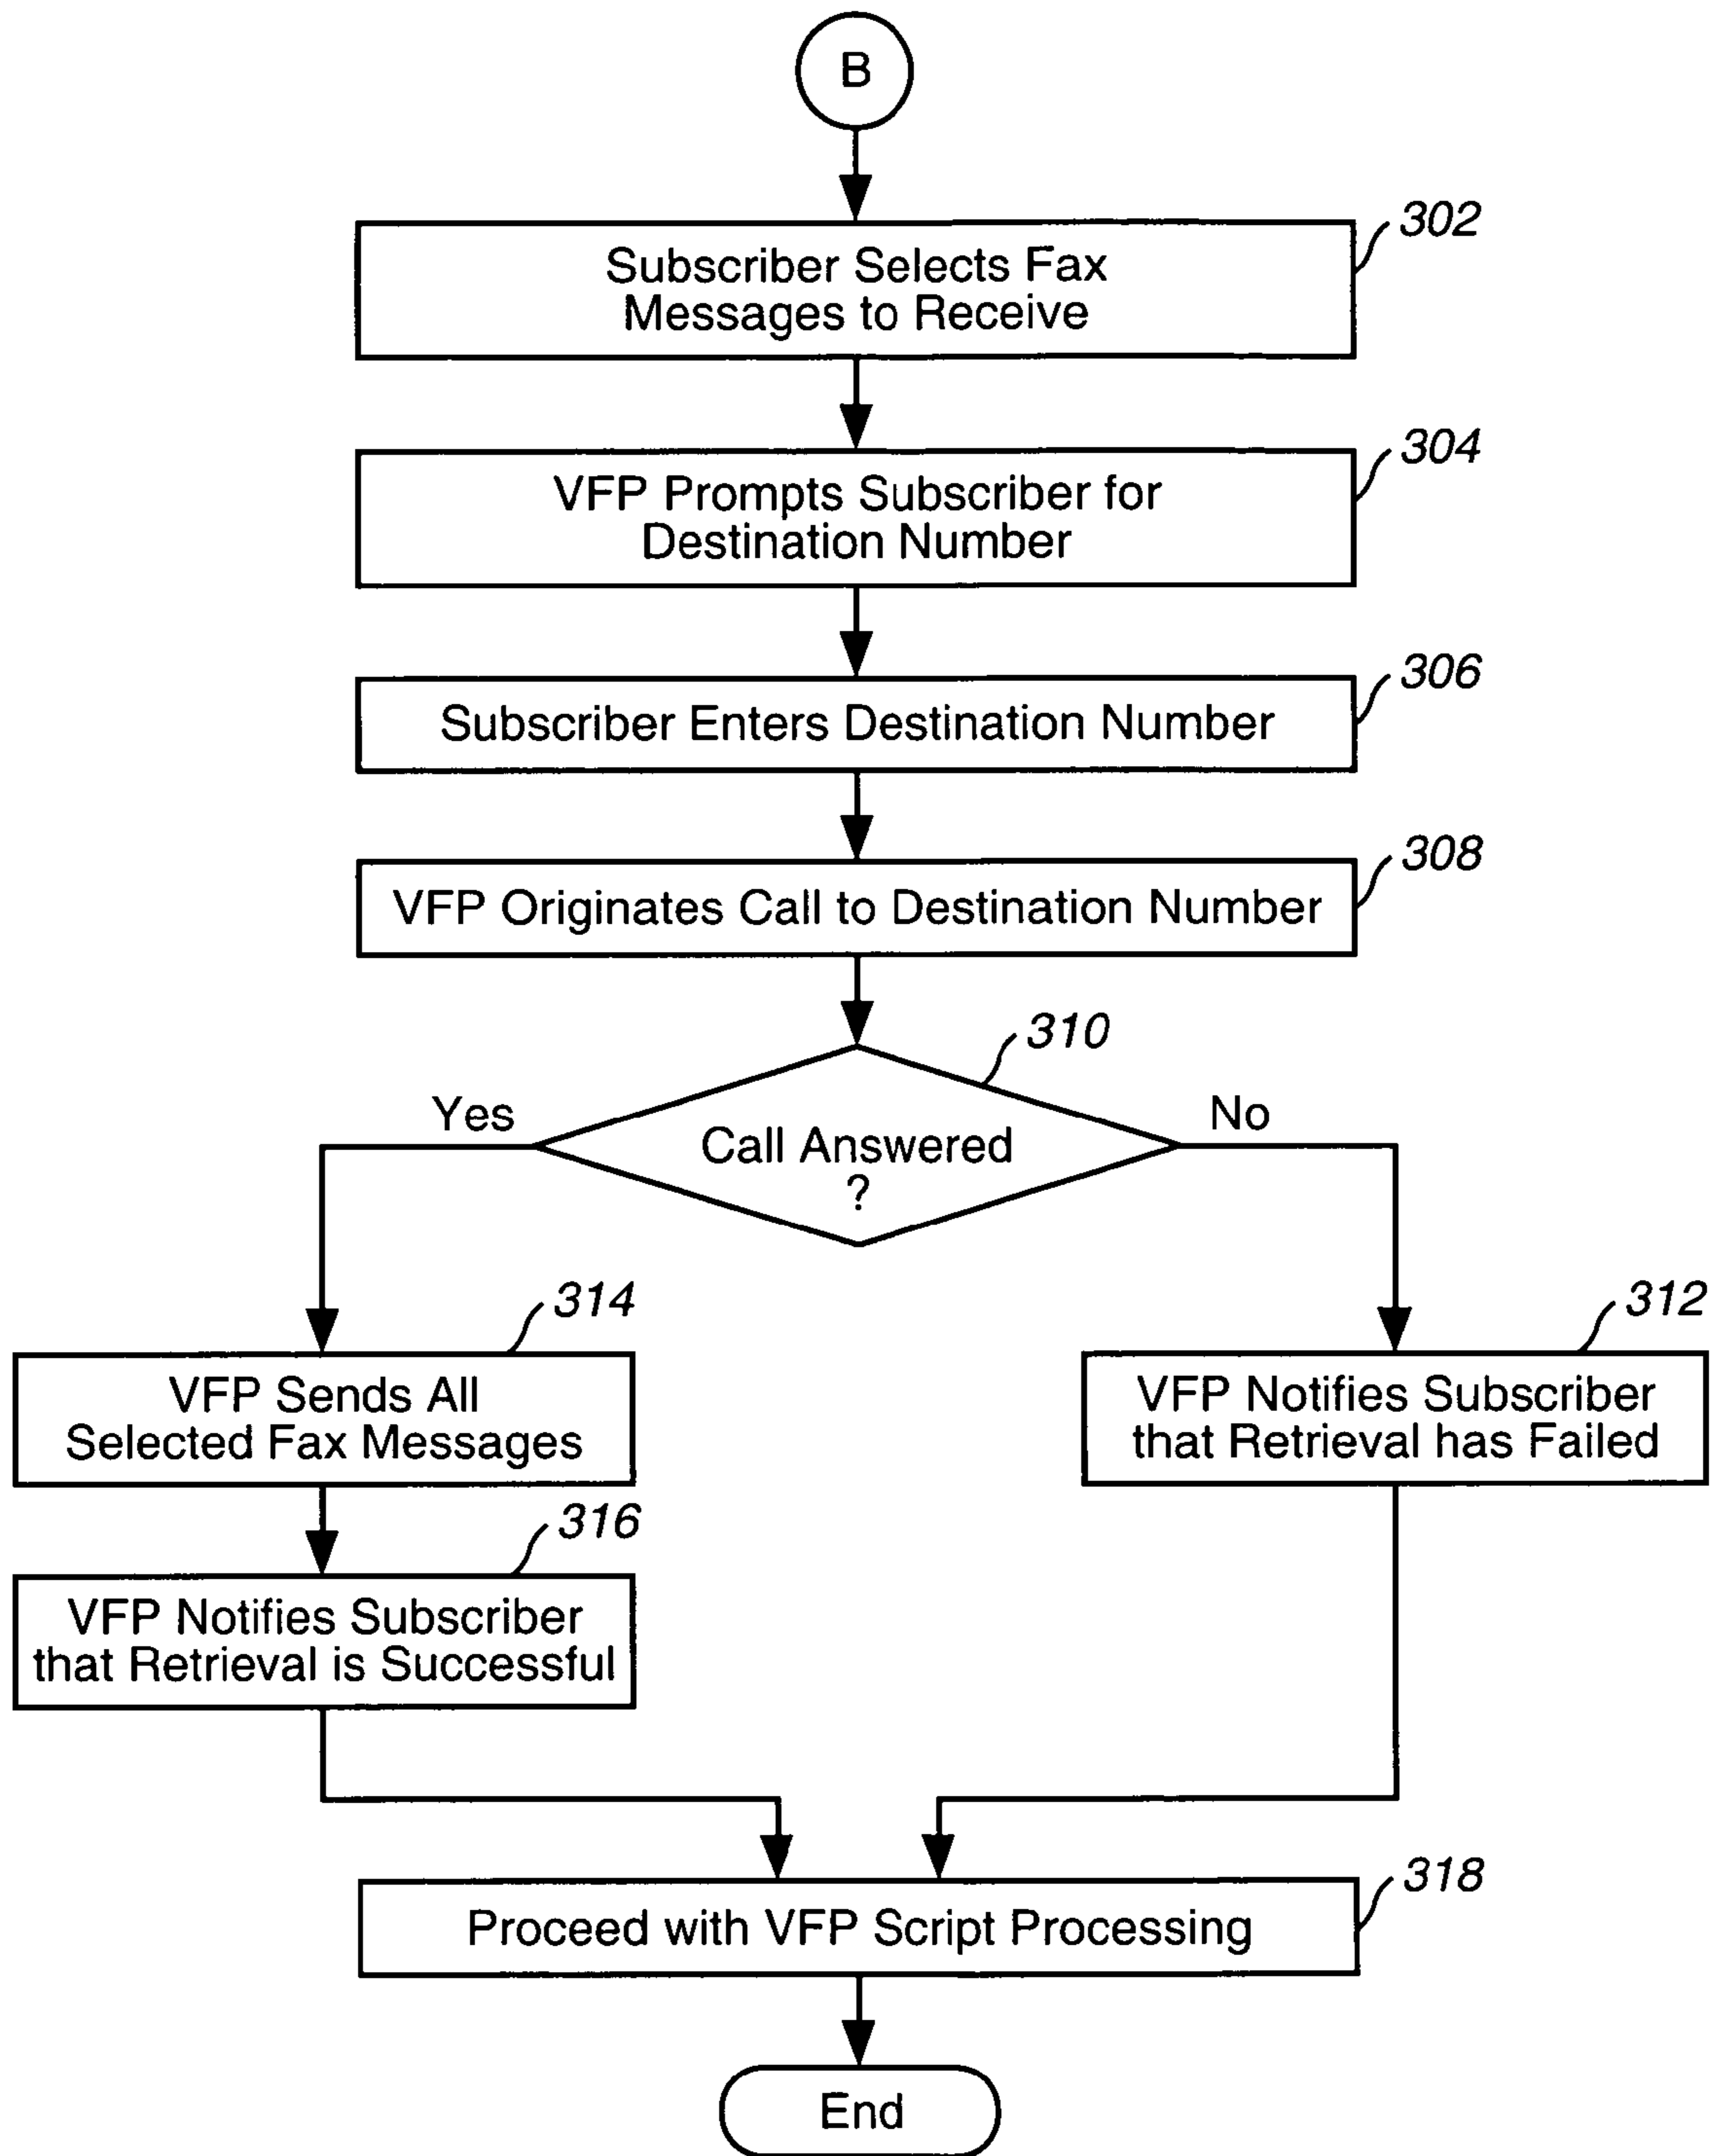 B
302
Subscriber Selects Fax
Messages to Receive
304
VFP Prompts Subscriber for
Destination Number
306
Subscriber Enters Destination Number
308
VFP Originates Call to Destination Number
310
Yes
No
Call Answered
?
314
312
VFP Sends All
Selected Fax Messages
VFP Notifies Subscriber
that Retrieval has Failed
316
VFP Notifies Subscriber
that Retrieval is Successful
318
Proceed with VFP Script Processing
End